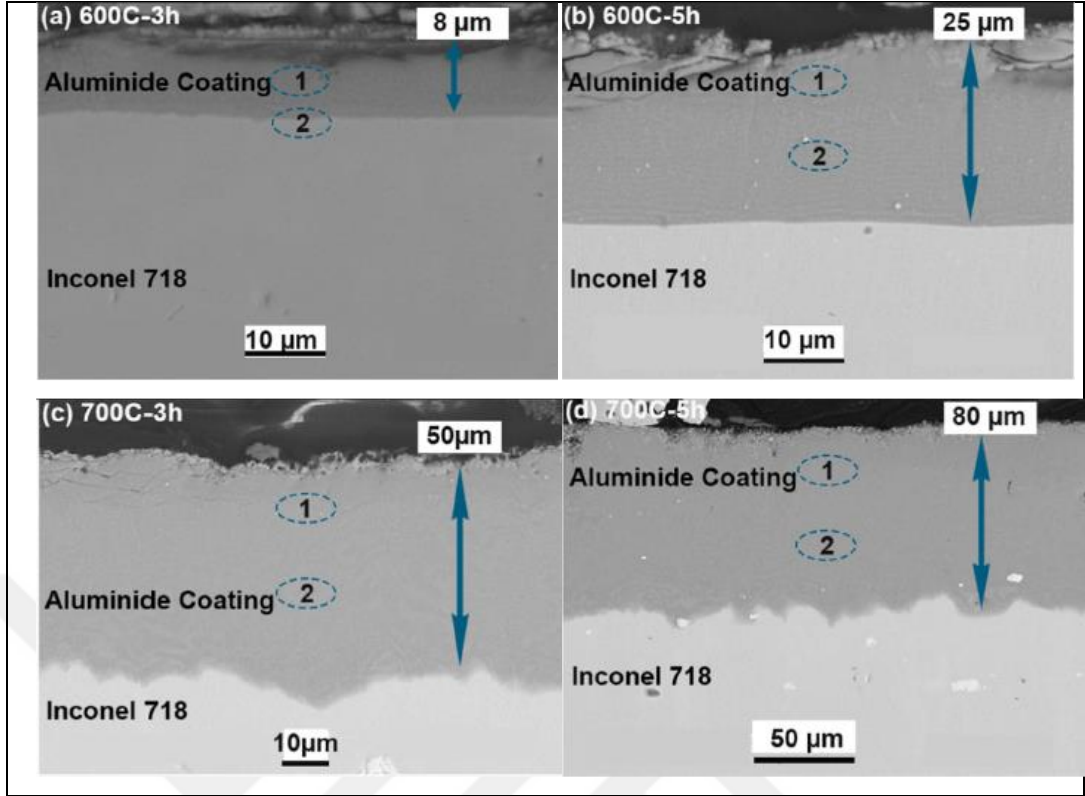 (a) 600C-3h
8 µm
Aluminide Coating
1
2
Inconel 718
10 µm
(b) 600C-5h
25 µm
Aluminide Coating
1
2
Inconel 718
10 µm
(c) 700C-3h
50µm
1
Aluminide Coating
2
Inconel 718
10µm
(d) 700C-5h
80 µm
Aluminide Coating
1
2
Inconel 718
50 µm